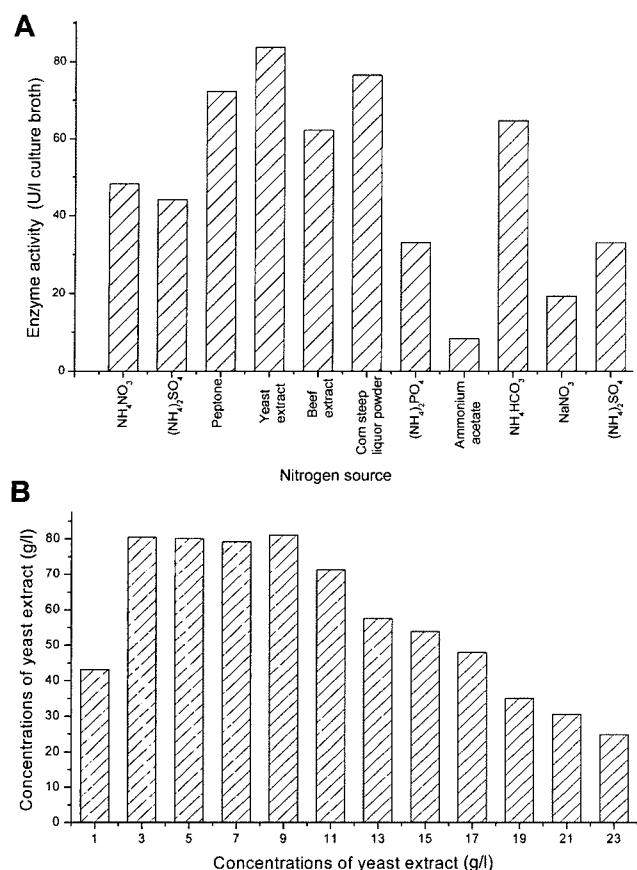 A
Enzyme activity (U/l culture broth)
80
60
40
20
0
NH₄NO₃
(NH₄)₂SO₄
Peptone
Yeast
extract
Beef
extract
Corn steep
liquor powder
(NH₄)₂PO₄
Ammonium
acetate
NH₄HCO₃
NaNO₃
(NH₄)₂SO₄
Nitrogen source
B
Concentrations of yeast extract (g/l)
80
70
60
50
40
30
20
10
0
1 3 5 7 9 11 13 15 17 19 21 23
Concentrations of yeast extract (g/l)